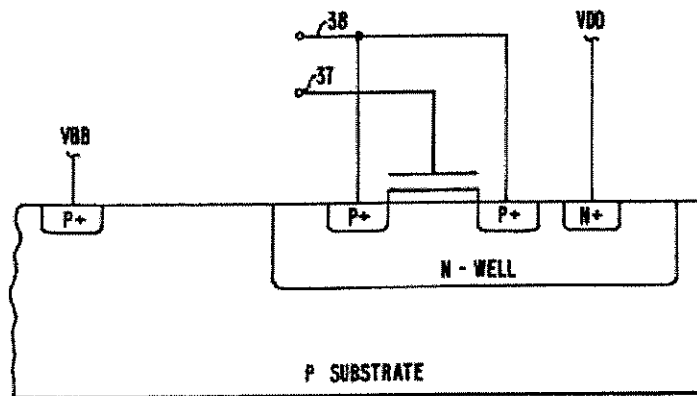 38
VDD
37
VBB
P+
P+
P+
N+
N - WELL
P SUBSTRATE